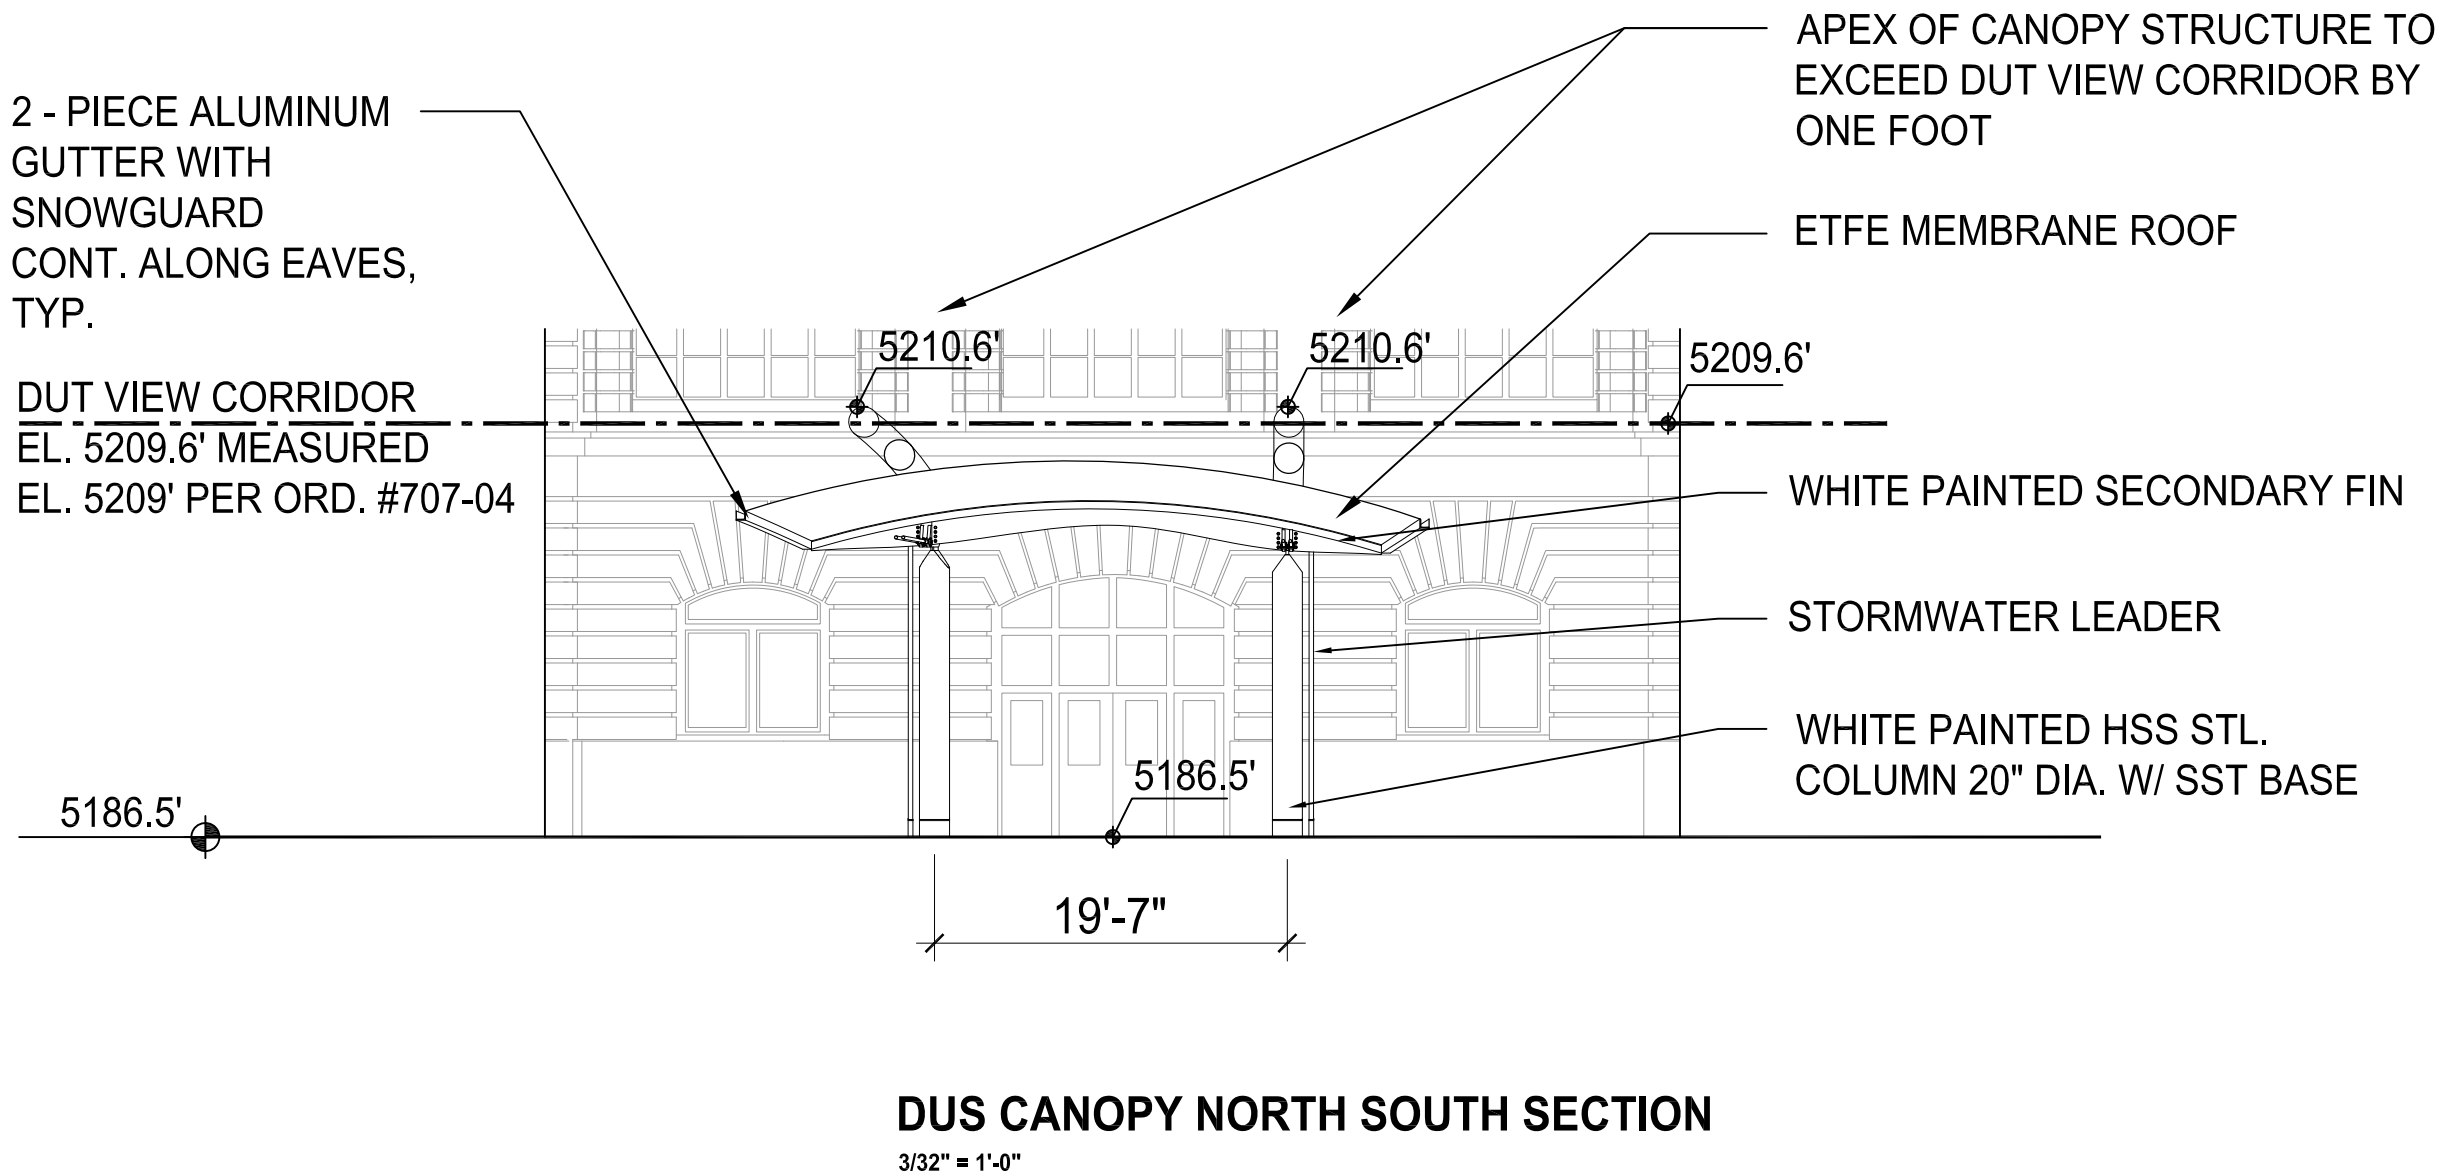 APEX OF CANOPY STRUCTURE TO
EXCEED DUT VIEW CORRIDOR BY
ONE FOOT
2 - PIECE ALUMINUM
GUTTER WITH
SNOWGUARD
CONT. ALONG EAVES,
TYP.
ETFE MEMBRANE ROOF
5210.6'
5210.6'
5209.6'
DUT VIEW CORRIDOR
EL. 5209.6' MEASURED
EL. 5209' PER ORD. #707-04
WHITE PAINTED SECONDARY FIN
STORMWATER LEADER
WHITE PAINTED HSS STL.
COLUMN 20" DIA. W/ SST BASE
5186.5'
5186.5'
19'-7"
DUS CANOPY NORTH SOUTH SECTION
3/32" = 1'-0"